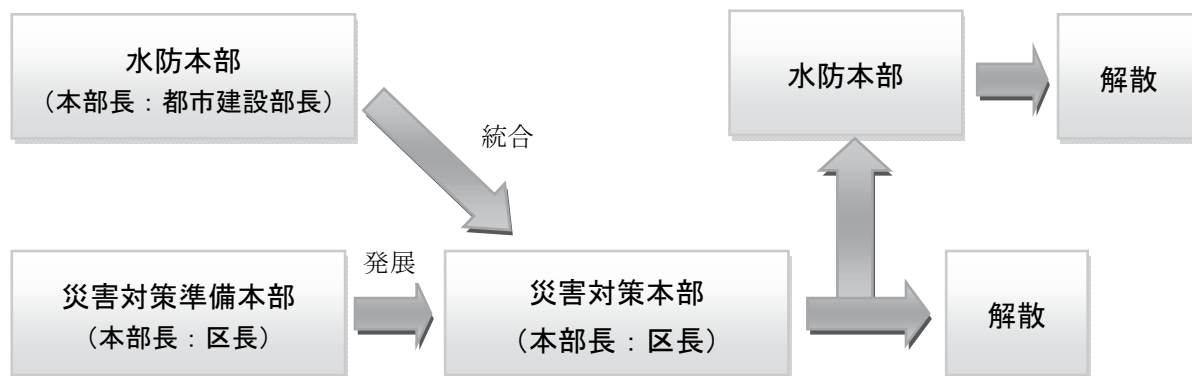 水防本部
（本部長：都市建設部長）
統合
水防本部
解散
災害対策準備本部
（本部長：区長）
発展
災害対策本部
（本部長：区長）
解散